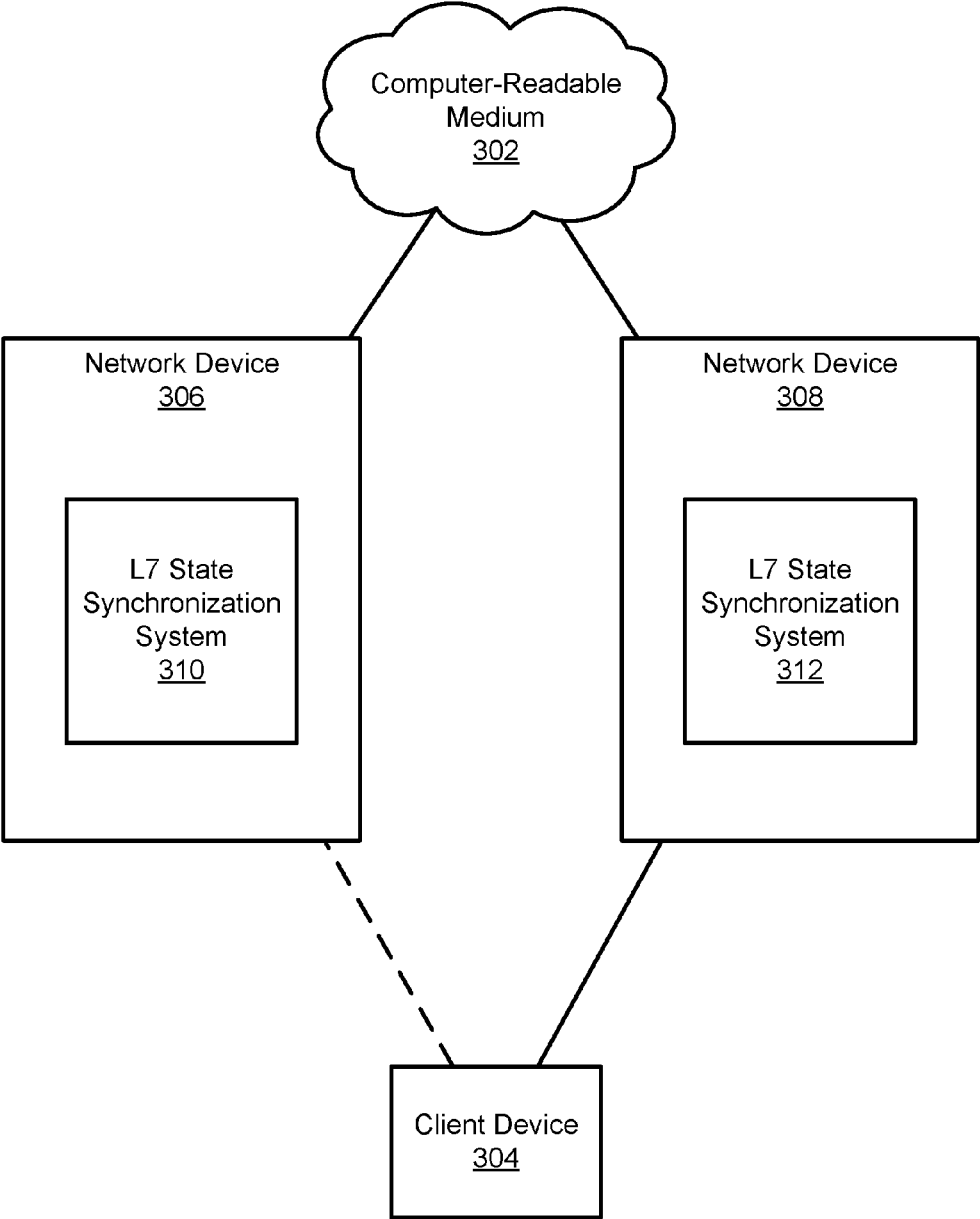 Computer-Readable
Medium
302
Network Device
306
Network Device
308
L7 State
Synchronization
System
310
L7 State
Synchronization
System
312
Client Device
304